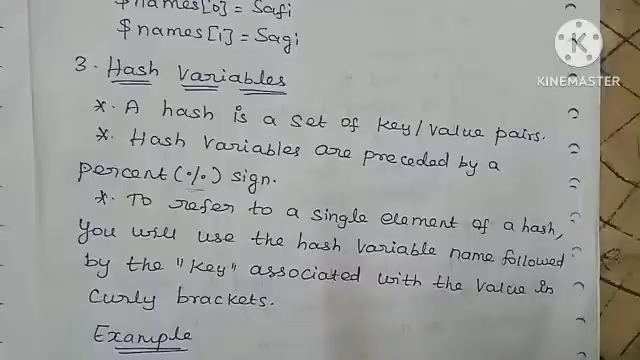 $names[0] = Safi
$names[i] = Sagi
3. Hash Variables
*. A hash is a set of key/value pairs.
*. Hash variables are preceded by a
percent (%) sign.
*. To refer to a single element of a hash,
you will use the hash variable name followed
by the "key" associated with the value in
curly brackets.
Example
KINEMASTER